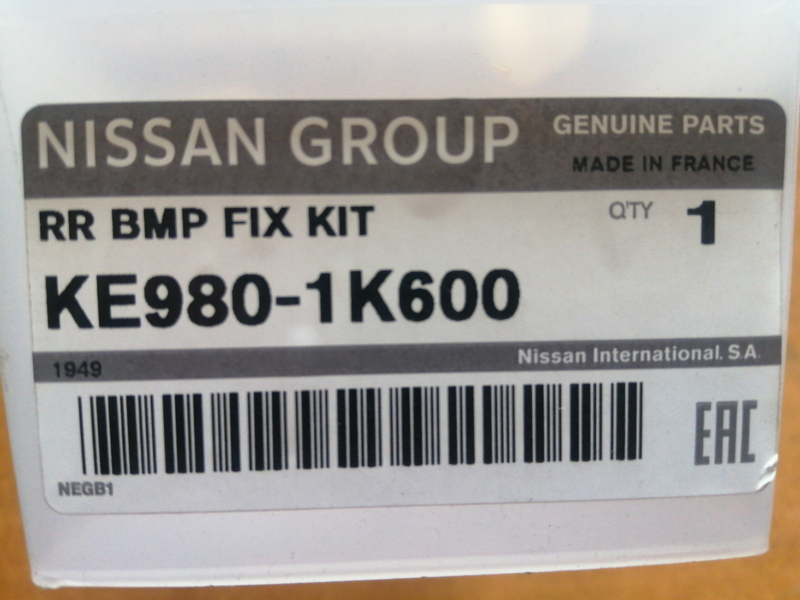 NISSAN GROUP
GENUINE PARTS
MADE IN FRANCE
RR BMP FIX KIT
Q'TY 1
KE980-1K600
1949
Nissan International. S.A.
EAC
NEGB1